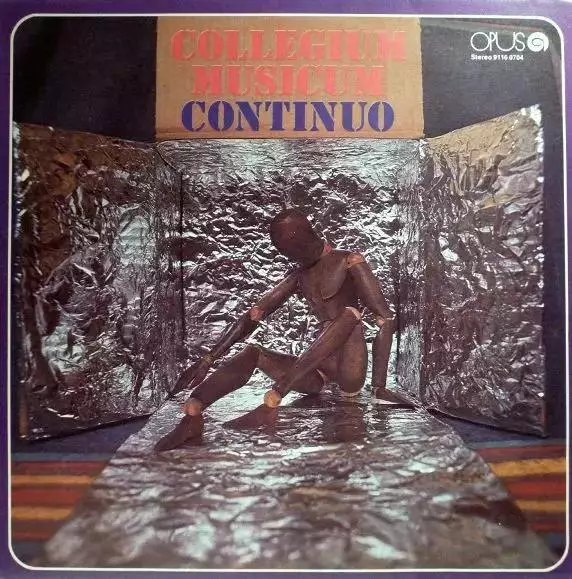 COLLEGIUM
MUSICUM
CONTINUO
OPUS
Stereo 9116 0704